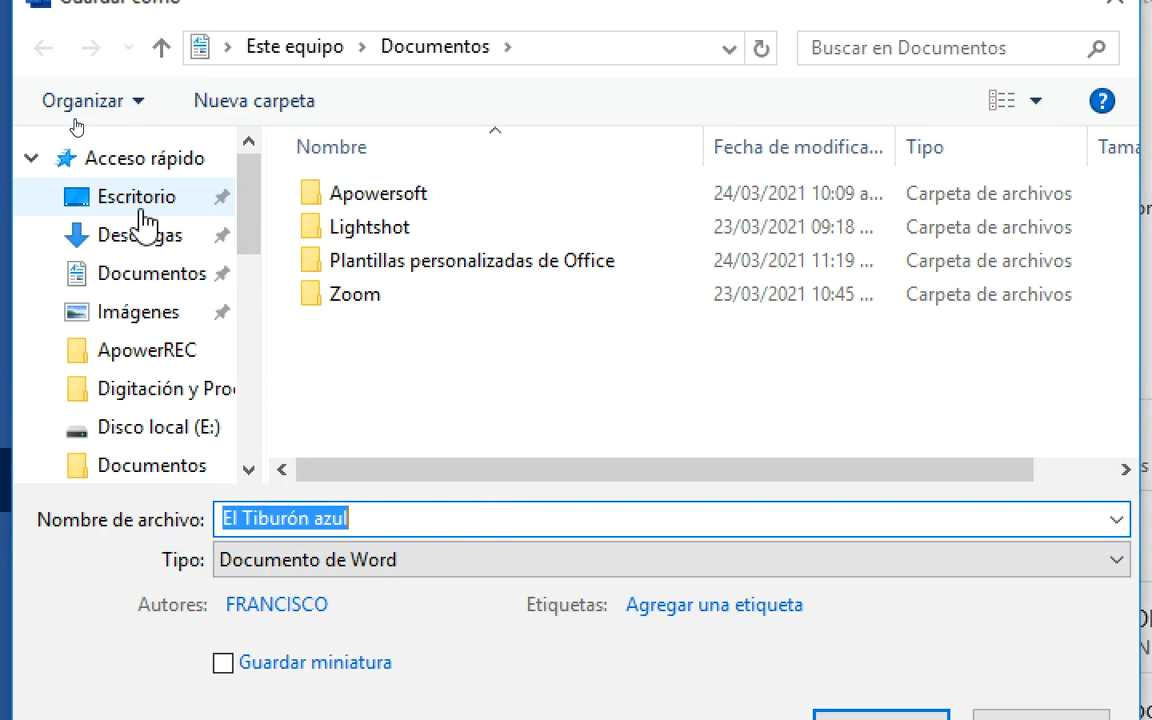 Guardar como
Este equipo > Documentos >
Buscar en Documentos
Organizar
Nueva carpeta
?
Nombre
Fecha de modifica...
Tipo
Acceso rápido
Escritorio
Descargas
Documentos
Imágenes
ApowerREC
Digitación y Pro
Disco local (E:)
Documentos
Apowersoft 24/03/2021 10:09 a... Carpeta de archivos
Lightshot 23/03/2021 09:18 ... Carpeta de archivos
Plantillas personalizadas de Office 24/03/2021 11:19 ... Carpeta de archivos
Zoom 23/03/2021 10:45 ... Carpeta de archivos
Nombre de archivo: El Tiburón azul
Tipo: Documento de Word
Autores: FRANCISCO
Etiquetas: Agregar una etiqueta
Guardar miniatura